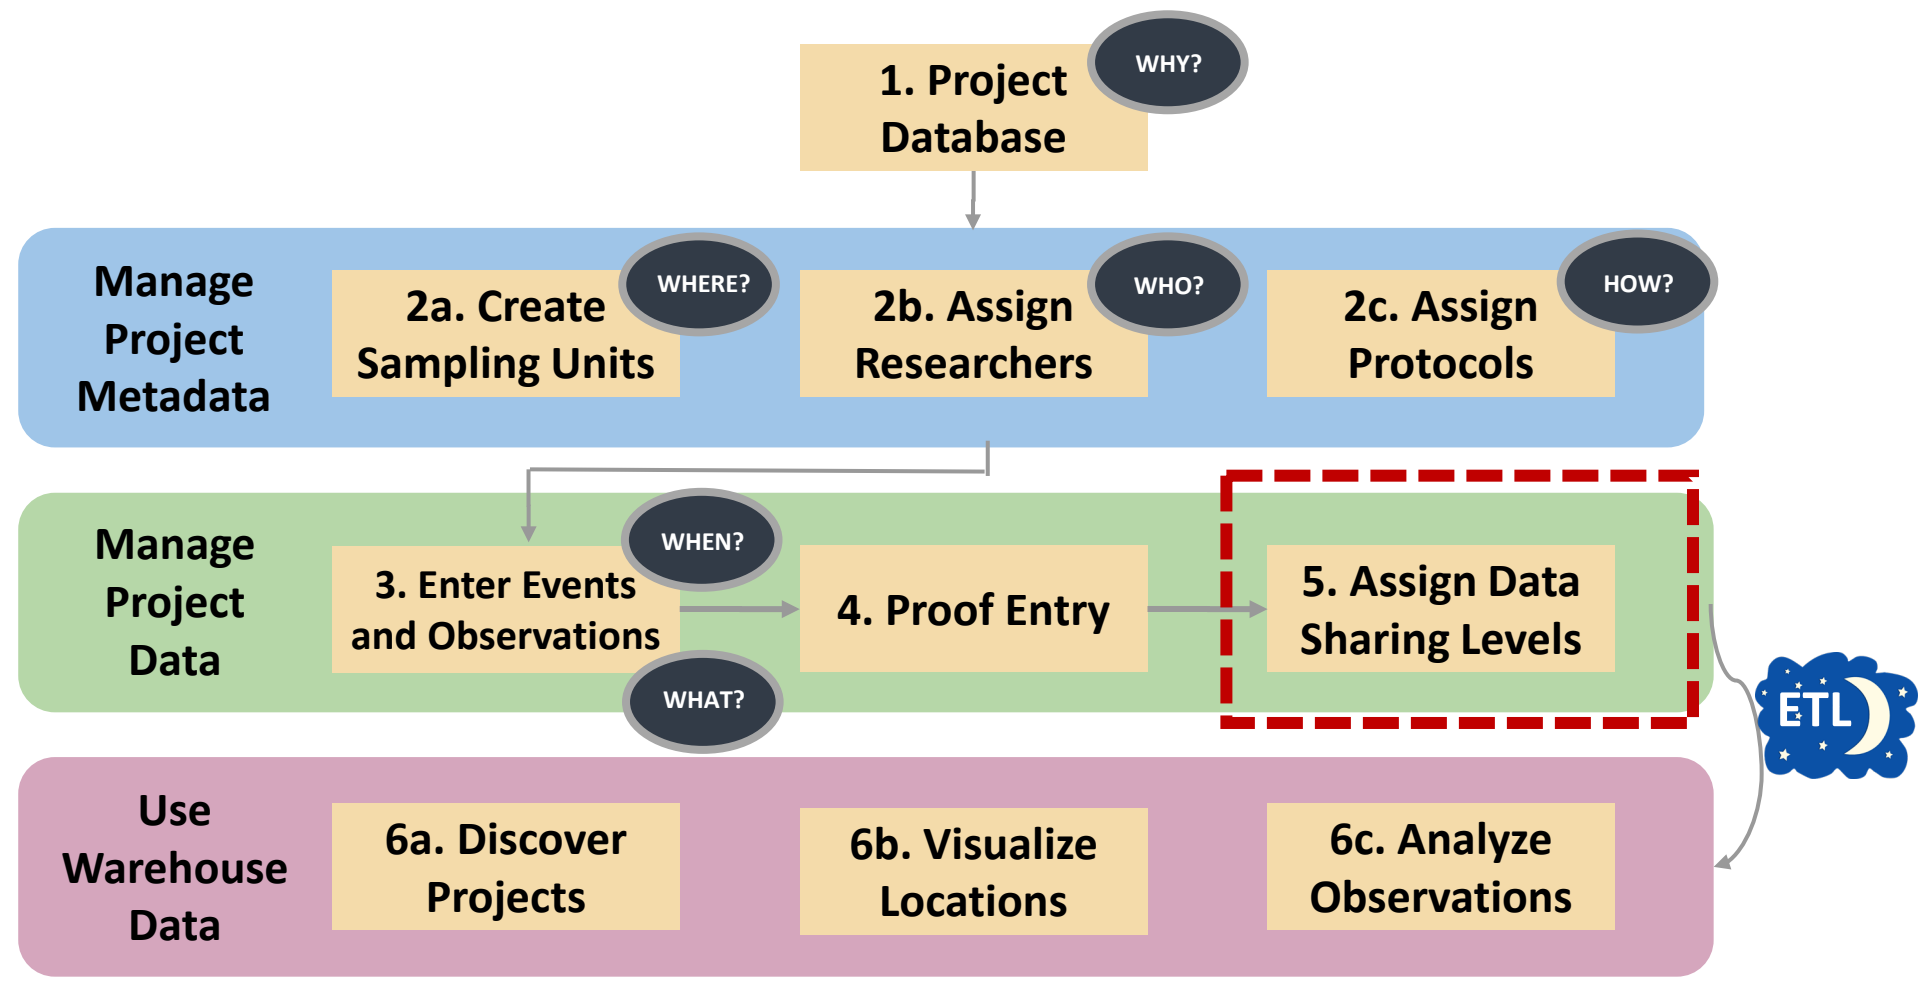 1. Project
Database
WHY?
Manage
Project
Metadata
2a. Create
Sampling Units
WHERE?
2b. Assign
Researchers
WHO?
2c. Assign
Protocols
HOW?
Manage
Project
Data
3. Enter Events
and Observations
WHEN?
WHAT?
4. Proof Entry
5. Assign Data
Sharing Levels
ETL
Use
Warehouse
Data
6a. Discover
Projects
6b. Visualize
Locations
6c. Analyze
Observations